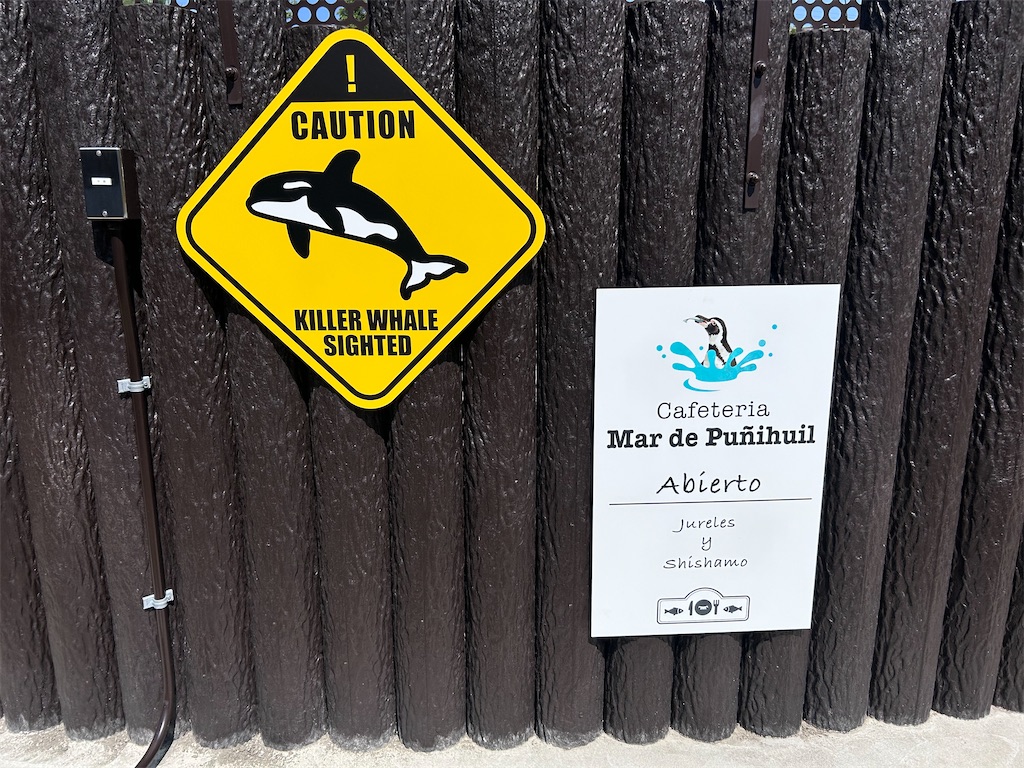 !
CAUTION
KILLER WHALE
SIGHTED
Cafeteria
Mar de Puñihuil
Abierto
Jureles
y
Shishamo